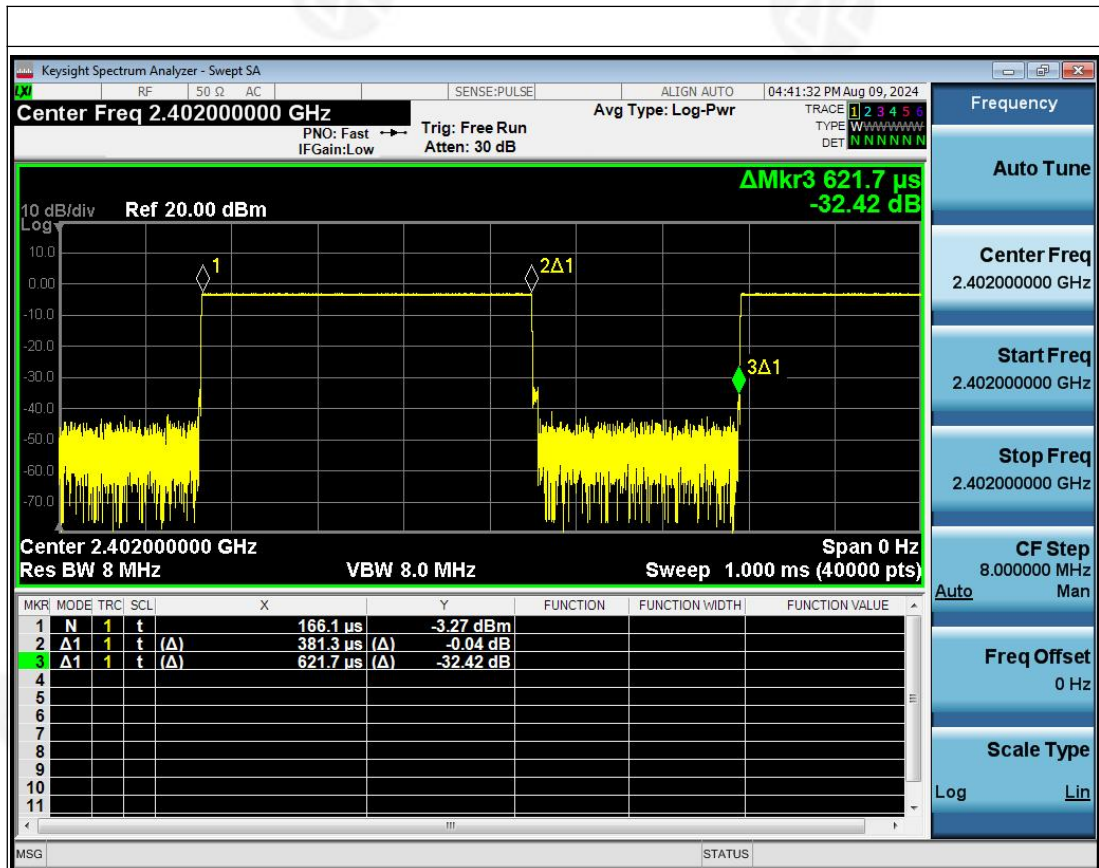 Keysight Spectrum Analyzer - Swept SA
LXI RF 50 Ω AC SENSE:PULSE ALIGN AUTO 04:41:32 PM Aug 09, 2024
Center Freq 2.402000000 GHz
PNO: Fast
IFGain:Low
Trig: Free Run
Atten: 30 dB
Avg Type: Log-Pwr
TRACE 1 2 3 4 5 6
TYPE WWWWWW
DET N N N N N N
ΔMkr3 621.7 µs
-32.42 dB
10 dB/div Ref 20.00 dBm
Log
10.0
0.00
-10.0
-20.0
-30.0
-40.0
-50.0
-60.0
-70.0
1
2Δ1
3Δ1
Center 2.402000000 GHz Span 0 Hz
Res BW 8 MHz VBW 8.0 MHz Sweep 1.000 ms (40000 pts)
MKR MODE TRC SCL X Y FUNCTION FUNCTION WIDTH FUNCTION VALUE
1 N 1 t 166.1 µs -3.27 dBm
2 Δ1 1 t (Δ) 381.3 µs (Δ) -0.04 dB
3 Δ1 1 t (Δ) 621.7 µs (Δ) -32.42 dB
4
5
6
7
8
9
10
11
MSG STATUS
Frequency
Auto Tune
Center Freq
2.402000000 GHz
Start Freq
2.402000000 GHz
Stop Freq
2.402000000 GHz
CF Step
8.000000 MHz
Auto Man
Freq Offset
0 Hz
Scale Type
Log Lin